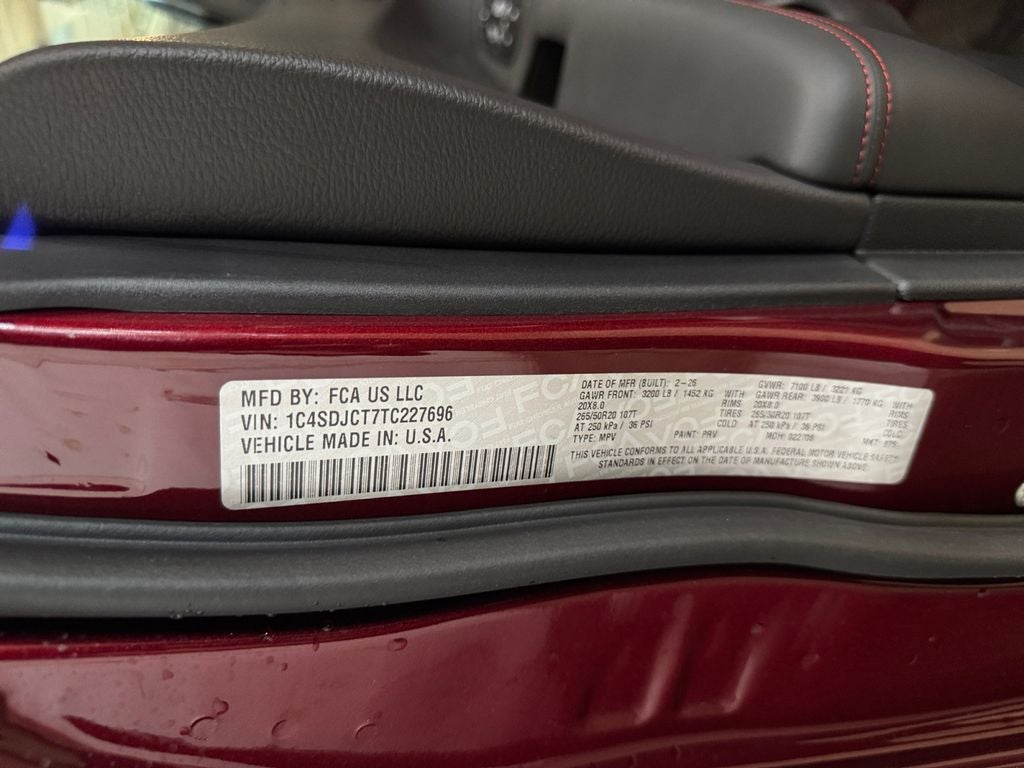 MFD BY: FCA US LLC
VIN: 1C4SDJCT7TC227696
VEHICLE MADE IN: U.S.A.
DATE OF MFR (BUILT): 2-26 GVWR: 7100 LB / 3221 KG
GAWR FRONT: 3200 LB / 1452 KG WITH GAWR REAR: 3900 LB / 1770 KG WITH
20X8.0 RIMS 20X8.0 RIMS.
265/50R20 107T TIRES 265/50R20 107T TIRES.
AT 250 kPa / 36 PSI COLD AT 250 kPa / 36 PSI COLD
TYPE: MPV PAINT: PRV MDH: MKT:
THIS VEHICLE CONFORMS TO ALL APPLICABLE U.S.A. FEDERAL MOTOR VEHICLE SAFETY
STANDARDS IN EFFECT ON THE DATE OF MANUFACTURE SHOWN ABOVE.